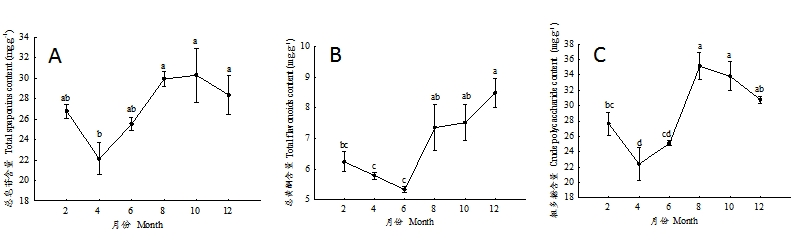 A
总皂苷含量 Total spaponins content (mg.g⁻¹)
34
32
30
28
26
24
22
20
18
ab
b
ab
a
a
a
2 4 6 8 10 12
月份 Month
B
总黄酮含量 Total flavonoids content (mg.g⁻¹)
10
9
8
7
6
5
bc
c
c
ab
ab
a
2 4 6 8 10 12
月份 Month
C
粗多糖含量 Crude polysaccharide content (mg.g⁻¹)
38
36
34
32
30
28
26
24
22
20
18
bc
d
cd
a
a
ab
2 4 6 8 10 12
月份 Month